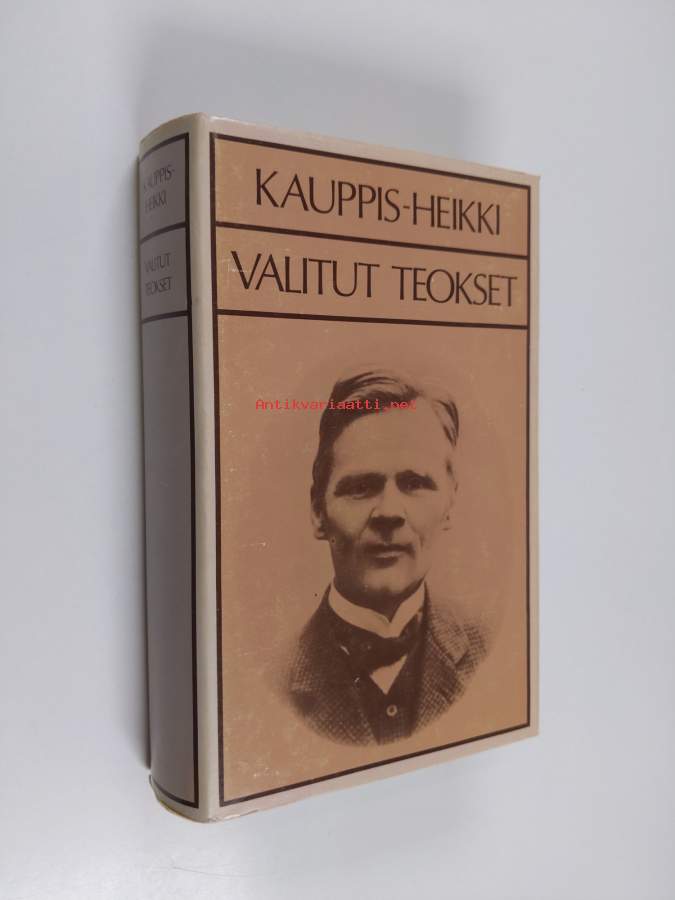 KAUPPIS-HEIKKI
VALITUT TEOKSET
KAUPPIS-
HEIKKI
VALITUT
TEOKSET
Antikvariaatti.net